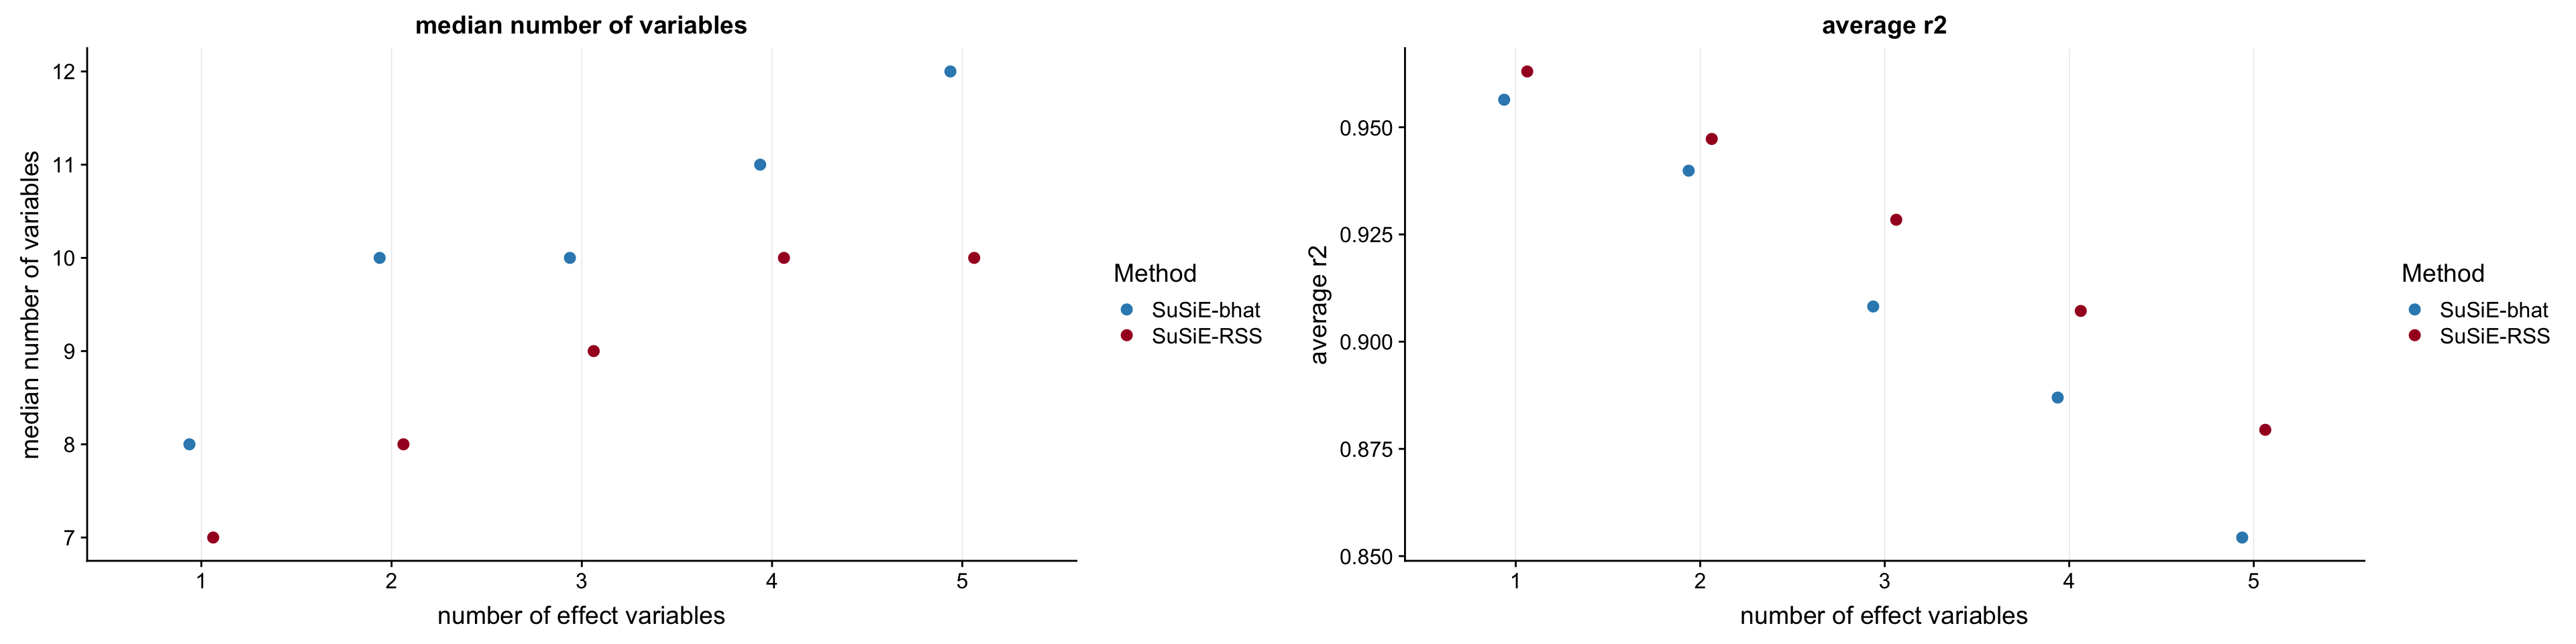 median number of variables
median number of variables
12
11
10
9
8
7
1 2 3 4 5
number of effect variables
Method
SuSiE-bhat
SuSiE-RSS
average r2
average r2
0.950
0.925
0.900
0.875
0.850
1 2 3 4 5
number of effect variables
Method
SuSiE-bhat
SuSiE-RSS